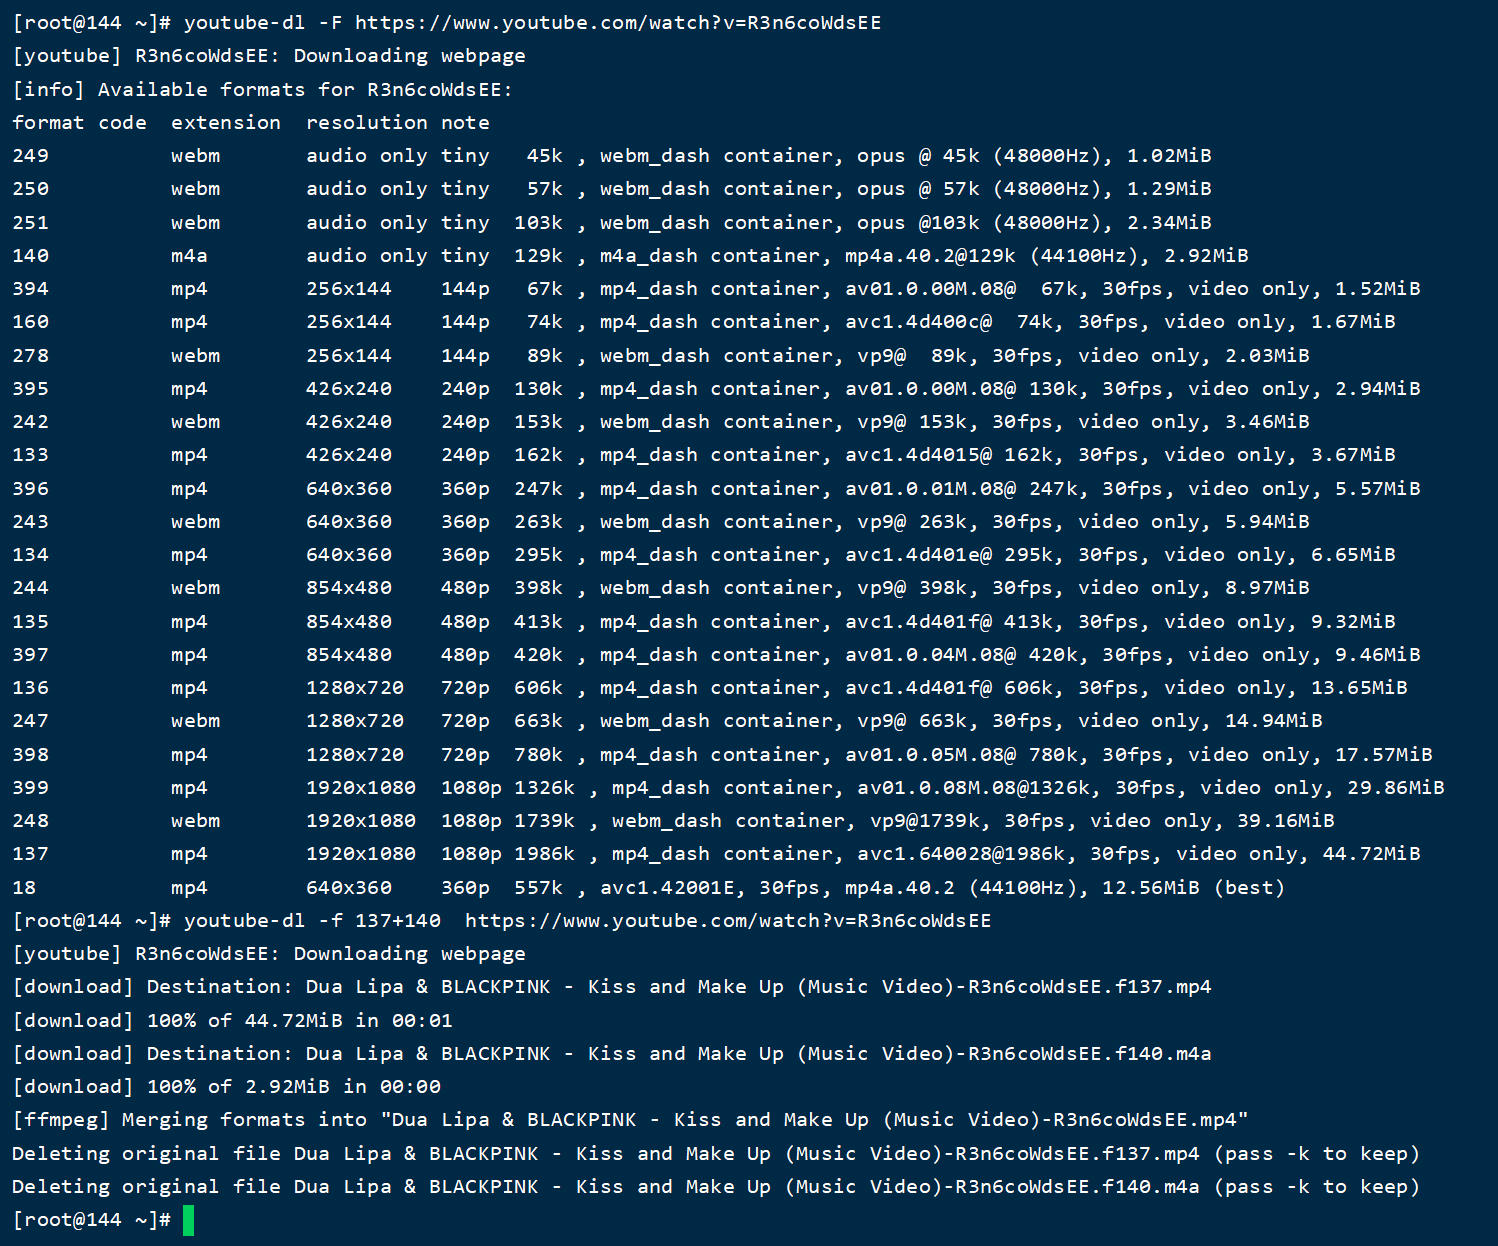 [root@144 ~]# youtube-dl -F https://www.youtube.com/watch?v=R3n6coWdsEE
[youtube] R3n6coWdsEE: Downloading webpage
[info] Available formats for R3n6coWdsEE:
format code  extension  resolution note
249          webm       audio only tiny   45k , webm_dash container, opus @ 45k (48000Hz), 1.02MiB
250          webm       audio only tiny   57k , webm_dash container, opus @ 57k (48000Hz), 1.29MiB
251          webm       audio only tiny  103k , webm_dash container, opus @103k (48000Hz), 2.34MiB
140          m4a        audio only tiny  129k , m4a_dash container, mp4a.40.2@129k (44100Hz), 2.92MiB
394          mp4        256x144    144p   67k , mp4_dash container, av01.0.00M.08@  67k, 30fps, video only, 1.52MiB
160          mp4        256x144    144p   74k , mp4_dash container, avc1.4d400c@  74k, 30fps, video only, 1.67MiB
278          webm       256x144    144p   89k , webm_dash container, vp9@  89k, 30fps, video only, 2.03MiB
395          mp4        426x240    240p  130k , mp4_dash container, av01.0.00M.08@ 130k, 30fps, video only, 2.94MiB
242          webm       426x240    240p  153k , webm_dash container, vp9@ 153k, 30fps, video only, 3.46MiB
133          mp4        426x240    240p  162k , mp4_dash container, avc1.4d4015@ 162k, 30fps, video only, 3.67MiB
396          mp4        640x360    360p  247k , mp4_dash container, av01.0.01M.08@ 247k, 30fps, video only, 5.57MiB
243          webm       640x360    360p  263k , webm_dash container, vp9@ 263k, 30fps, video only, 5.94MiB
134          mp4        640x360    360p  295k , mp4_dash container, avc1.4d401e@ 295k, 30fps, video only, 6.65MiB
244          webm       854x480    480p  398k , webm_dash container, vp9@ 398k, 30fps, video only, 8.97MiB
135          mp4        854x480    480p  413k , mp4_dash container, avc1.4d401f@ 413k, 30fps, video only, 9.32MiB
397          mp4        854x480    480p  420k , mp4_dash container, av01.0.04M.08@ 420k, 30fps, video only, 9.46MiB
136          mp4        1280x720   720p  606k , mp4_dash container, avc1.4d401f@ 606k, 30fps, video only, 13.65MiB
247          webm       1280x720   720p  663k , webm_dash container, vp9@ 663k, 30fps, video only, 14.94MiB
398          mp4        1280x720   720p  780k , mp4_dash container, av01.0.05M.08@ 780k, 30fps, video only, 17.57MiB
399          mp4        1920x1080  1080p 1326k , mp4_dash container, av01.0.08M.08@1326k, 30fps, video only, 29.86MiB
248          webm       1920x1080  1080p 1739k , webm_dash container, vp9@1739k, 30fps, video only, 39.16MiB
137          mp4        1920x1080  1080p 1986k , mp4_dash container, avc1.640028@1986k, 30fps, video only, 44.72MiB
18           mp4        640x360    360p  557k , avc1.42001E, 30fps, mp4a.40.2 (44100Hz), 12.56MiB (best)
[root@144 ~]# youtube-dl -f 137+140  https://www.youtube.com/watch?v=R3n6coWdsEE
[youtube] R3n6coWdsEE: Downloading webpage
[download] Destination: Dua Lipa & BLACKPINK - Kiss and Make Up (Music Video)-R3n6coWdsEE.f137.mp4
[download] 100% of 44.72MiB in 00:01
[download] Destination: Dua Lipa & BLACKPINK - Kiss and Make Up (Music Video)-R3n6coWdsEE.f140.m4a
[download] 100% of 2.92MiB in 00:00
[ffmpeg] Merging formats into "Dua Lipa & BLACKPINK - Kiss and Make Up (Music Video)-R3n6coWdsEE.mp4"
Deleting original file Dua Lipa & BLACKPINK - Kiss and Make Up (Music Video)-R3n6coWdsEE.f137.mp4 (pass -k to keep)
Deleting original file Dua Lipa & BLACKPINK - Kiss and Make Up (Music Video)-R3n6coWdsEE.f140.m4a (pass -k to keep)
[root@144 ~]#